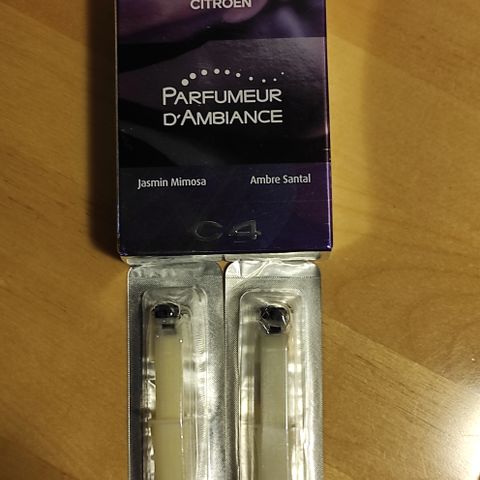 CITROËN
PARFUMEUR
D'AMBIANCE
Jasmin Mimosa
Ambre Santal
C4